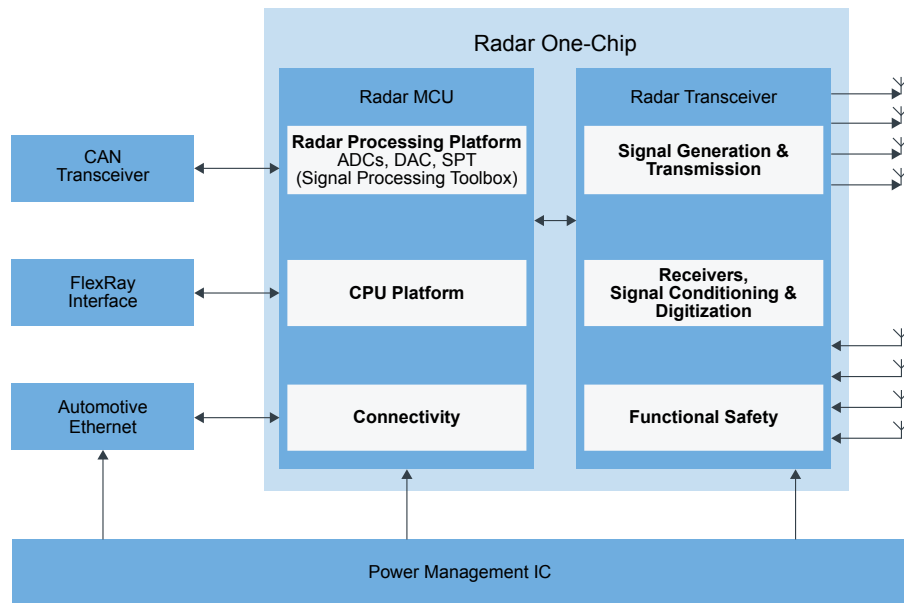 Radar One-Chip
Radar MCU
Radar Processing Platform
ADCs, DAC, SPT
(Signal Processing Toolbox)
CPU Platform
Connectivity
Radar Transceiver
Signal Generation &
Transmission
Receivers,
Signal Conditioning &
Digitization
Functional Safety
CAN
Transceiver
FlexRay
Interface
Automotive
Ethernet
Power Management IC